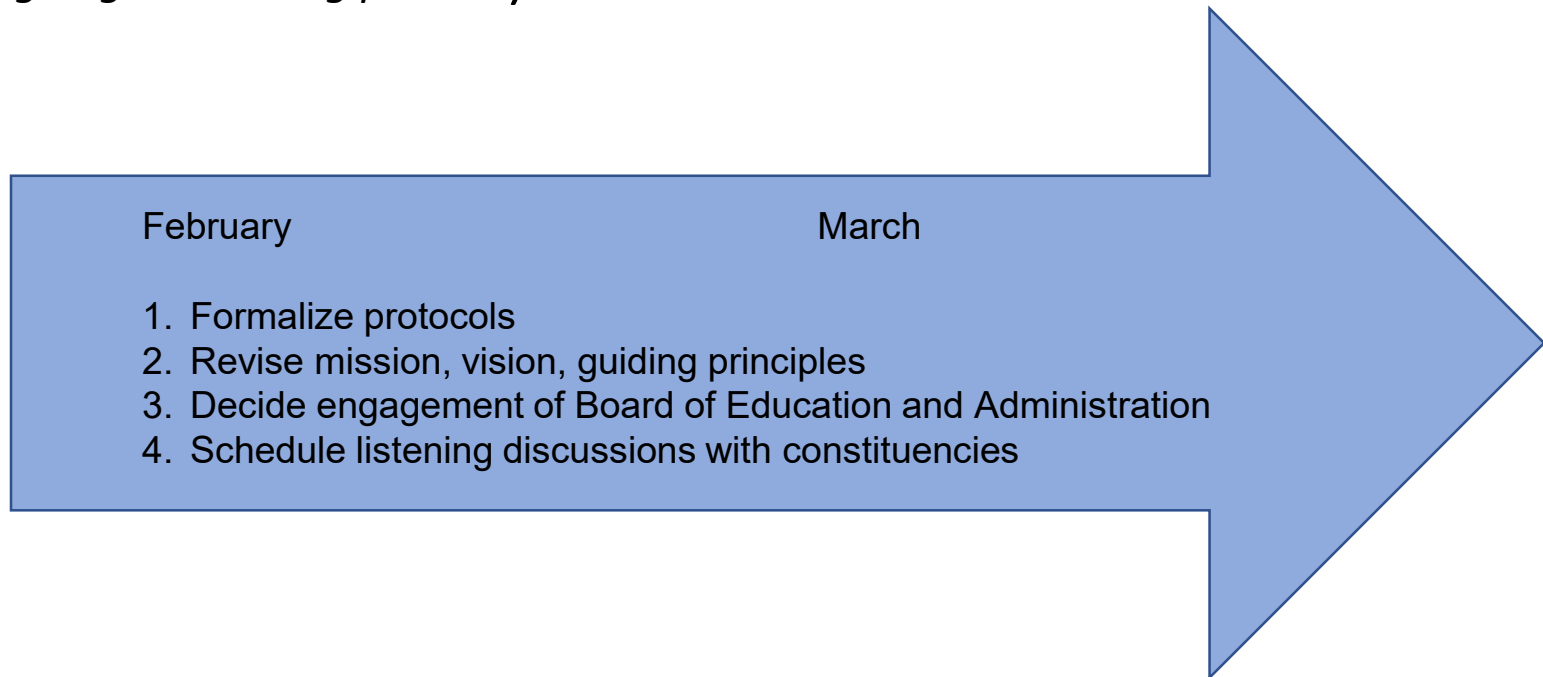 February March
1. Formalize protocols
2. Revise mission, vision, guiding principles
3. Decide engagement of Board of Education and Administration
4. Schedule listening discussions with constituencies